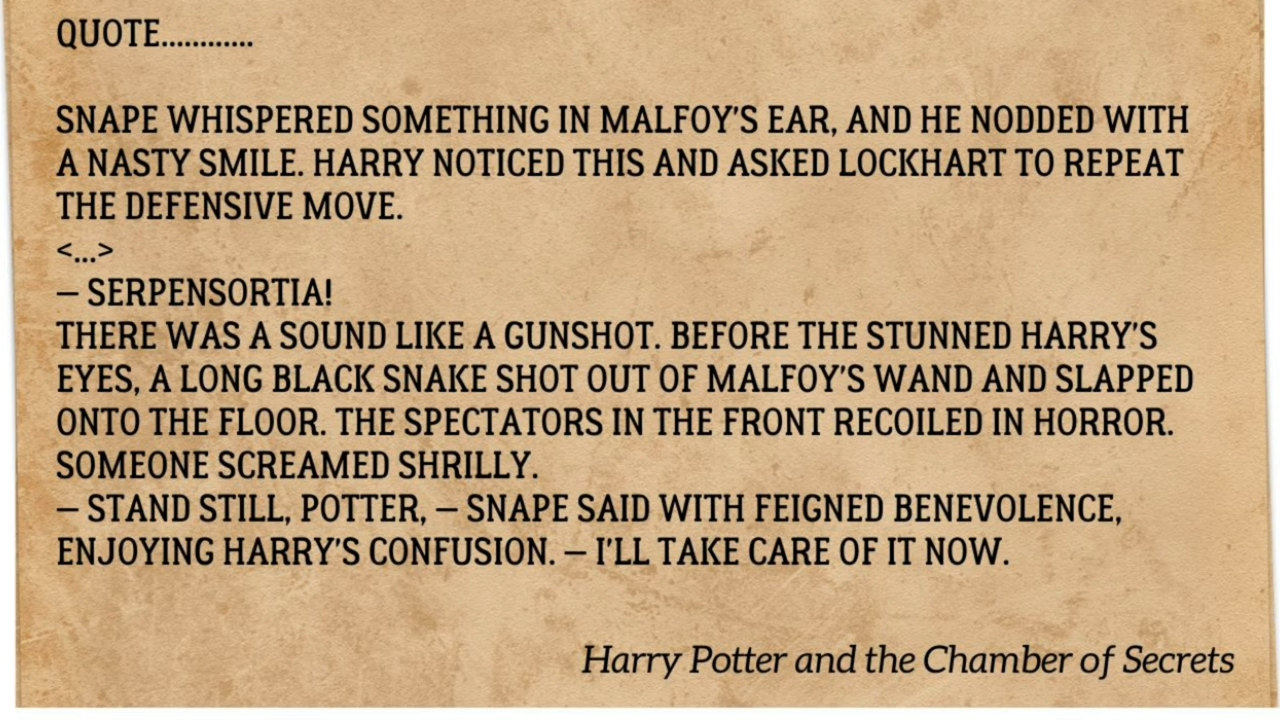 QUOTE............
SNAPE WHISPERED SOMETHING IN MALFOY'S EAR, AND HE NODDED WITH
A NASTY SMILE. HARRY NOTICED THIS AND ASKED LOCKHART TO REPEAT
THE DEFENSIVE MOVE.
<...>
– SERPENSORTIA!
THERE WAS A SOUND LIKE A GUNSHOT. BEFORE THE STUNNED HARRY'S
EYES, A LONG BLACK SNAKE SHOT OUT OF MALFOY'S WAND AND SLAPPED
ONTO THE FLOOR. THE SPECTATORS IN THE FRONT RECOILED IN HORROR.
SOMEONE SCREAMED SHRILLY.
– STAND STILL, POTTER, – SNAPE SAID WITH FEIGNED BENEVOLENCE,
ENJOYING HARRY'S CONFUSION. – I'LL TAKE CARE OF IT NOW.
Harry Potter and the Chamber of Secrets